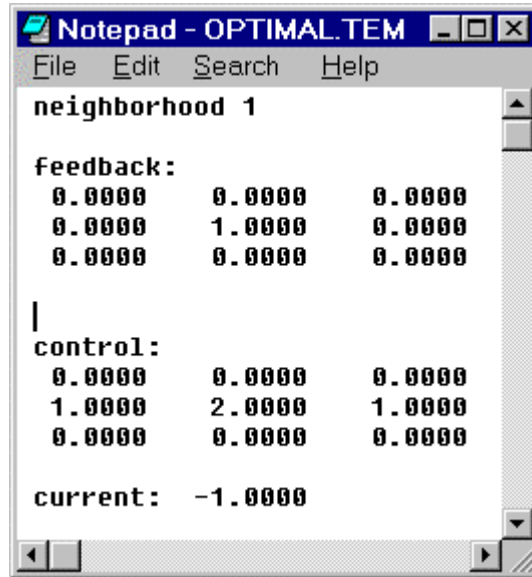 Notepad - OPTIMAL.TEM
File Edit Search Help
neighborhood 1
feedback:
0.0000 0.0000 0.0000
0.0000 1.0000 0.0000
0.0000 0.0000 0.0000
control:
0.0000 0.0000 0.0000
1.0000 2.0000 1.0000
0.0000 0.0000 0.0000
current: -1.0000